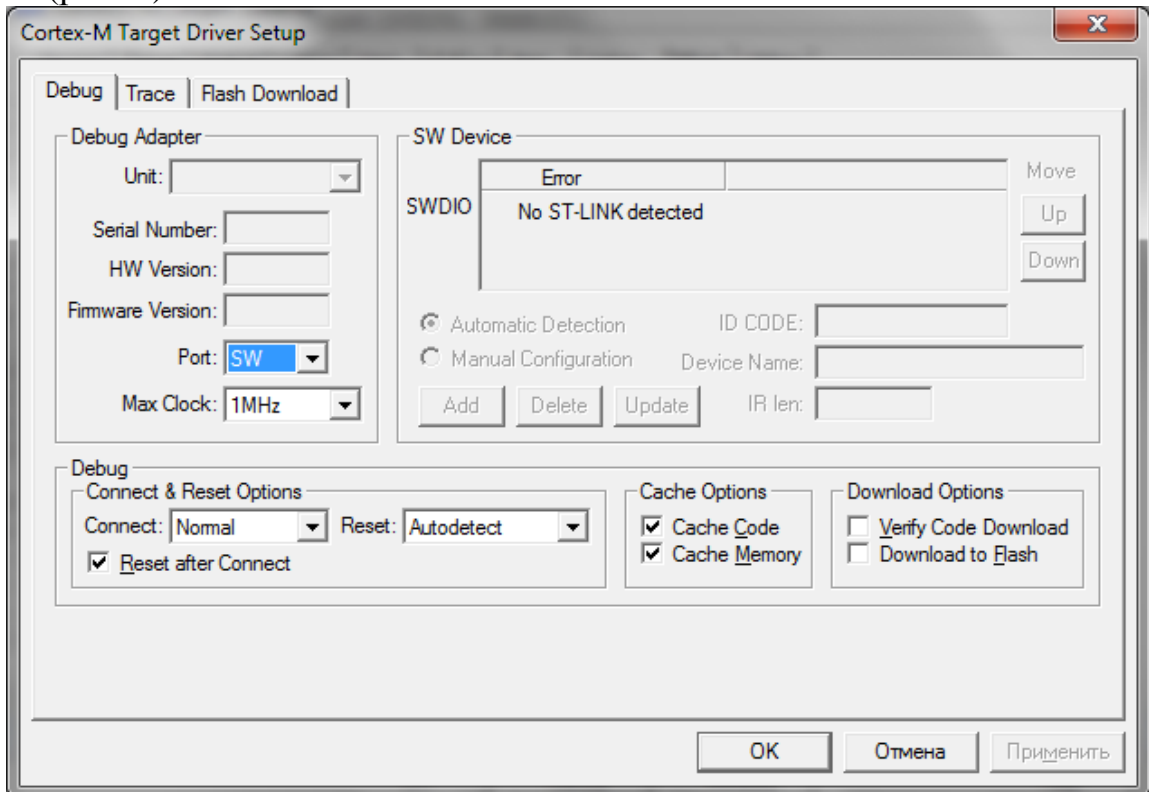 Cortex-M Target Driver Setup
Debug
Trace
Flash Download
Debug Adapter
Unit:
Serial Number:
HW Version:
Firmware Version:
Port: SW
Max Clock: 1MHz
SW Device
Error
SWDIO
No ST-LINK detected
Move
Up
Down
Automatic Detection
Manual Configuration
ID CODE:
Device Name:
Add
Delete
Update
IR len:
Debug
Connect & Reset Options
Connect: Normal
Reset: Autodetect
Reset after Connect
Cache Options
Cache Code
Cache Memory
Download Options
Verify Code Download
Download to Flash
OK
Отмена
Применить